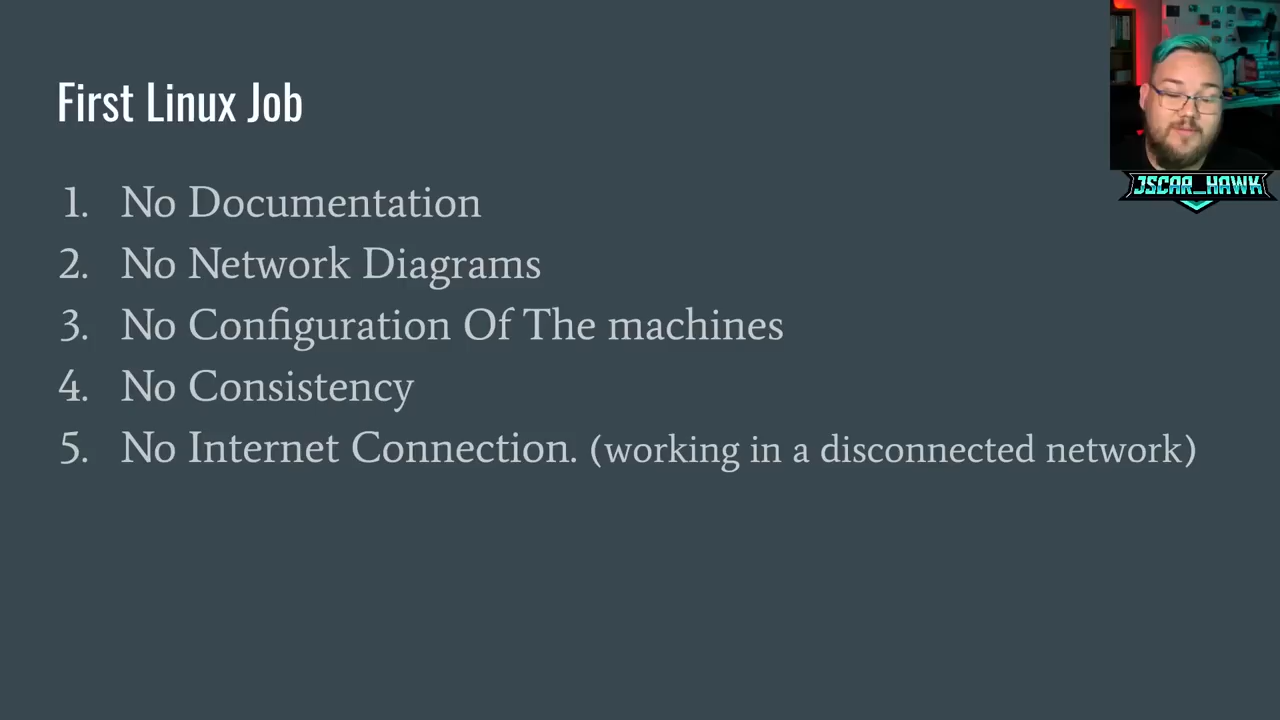 First Linux Job
1. No Documentation
2. No Network Diagrams
3. No Configuration Of The machines
4. No Consistency
5. No Internet Connection. (working in a disconnected network)
JSCAR_HAWK